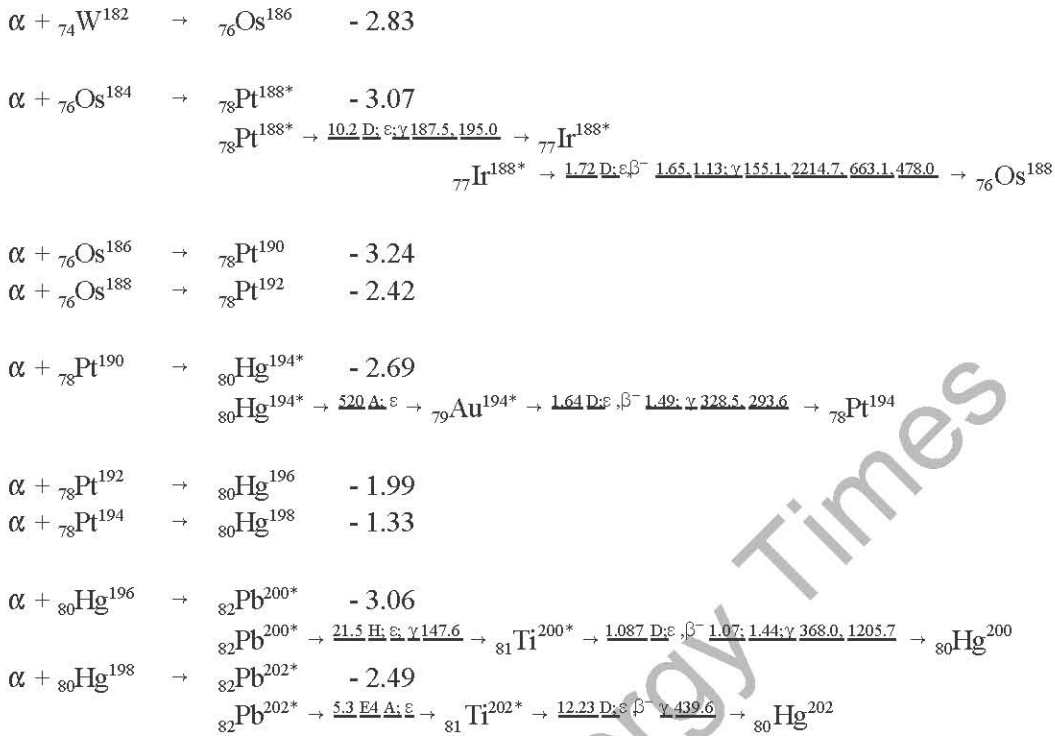 α + ₇₄W¹⁸² → ₇₆Os¹⁸⁶ - 2.83
α + ₇₆Os¹⁸⁴ → ₇₈Pt¹⁸⁸* - 3.07
₇₈Pt¹⁸⁸* → 10.2 D; ε; γ 187.5, 195.0 → ₇₇Ir¹⁸⁸*
₇₇Ir¹⁸⁸* → 1.72 D; ε,β⁻ 1.65, 1.13; γ 155.1, 2214.7, 663.1, 478.0 → ₇₆Os¹⁸⁸
α + ₇₆Os¹⁸⁶ → ₇₈Pt¹⁹⁰ - 3.24
α + ₇₆Os¹⁸⁸ → ₇₈Pt¹⁹² - 2.42
α + ₇₈Pt¹⁹⁰ → ₈₀Hg¹⁹⁴* - 2.69
₈₀Hg¹⁹⁴* → 520 A; ε → ₇₉Au¹⁹⁴* → 1.64 D;ε ,β⁻ 1.49; γ 328.5, 293.6 → ₇₈Pt¹⁹⁴
α + ₇₈Pt¹⁹² → ₈₀Hg¹⁹⁶ - 1.99
α + ₇₈Pt¹⁹⁴ → ₈₀Hg¹⁹⁸ - 1.33
α + ₈₀Hg¹⁹⁶ → ₈₂Pb²⁰⁰* - 3.06
₈₂Pb²⁰⁰* → 21.5 H; ε; γ 147.6 → ₈₁Ti²⁰⁰* → 1.087 D;ε ,β⁻ 1.07; 1.44; γ 368.0, 1205.7 → ₈₀Hg²⁰⁰
α + ₈₀Hg¹⁹⁸ → ₈₂Pb²⁰²* - 2.49
₈₂Pb²⁰²* → 5.3 E4 A; ε → ₈₁Ti²⁰²* → 12.23 D; ε β⁻ γ 439.6 → ₈₀Hg²⁰²
ergy Times